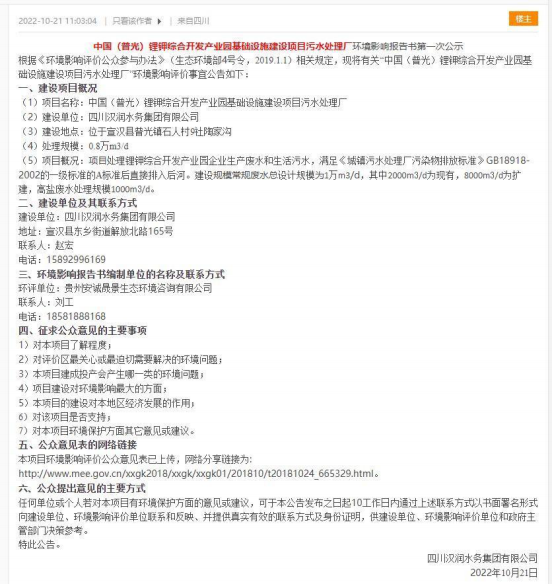 2022-10-21 11:03:04 | 只看该作者 | 来自四川
楼主
中国（普光）锂钾综合开发产业园基础设施建设项目污水处理厂环境影响报告书第一次公示
根据《环境影响评价公众参与办法》（生态环境部4号令，2019.1.1）相关规定，现将有关“中国（普光）锂钾综合开发产业园基
础设施建设项目污水处理厂”环境影响评价事宜公告如下：
一、建设项目概况
（1）项目名称：中国（普光）锂钾综合开发产业园基础设施建设项目污水处理厂
（2）建设单位：四川汉润水务集团有限公司
（3）建设地点：位于宣汉县普光镇石人村9社陶家沟
（4）处理规模：0.8万m3/d
（5）项目概况：项目处理锂钾综合开发产业园企业生产废水和生活污水，满足《城镇污水处理厂污染物排放标准》GB18918-
2002的一级标准的A标准后直接排入后河。建设规模常规废水总设计规模为1万m3/d，其中2000m3/d为现有，8000m3/d为扩
建，高盐废水处理规模1000m3/d。
二、建设单位及其联系方式
建设单位：四川汉润水务集团有限公司
地址：宣汉县东乡街道解放北路165号
联系人：赵宏
电话：15892996169
三、环境影响报告书编制单位的名称及联系方式
环评单位：贵州安诚晟景生态环境咨询有限公司
联系人：刘工
电话：18581888168
四、征求公众意见的主要事项
1）对本项目了解程度；
2）对评价区最关心或最迫切需要解决的环境问题；
3）本项目建成投产会产生哪一类的环境问题；
4）项目建设对环境影响最大的方面；
5）本项目的建设对本地区经济发展的作用；
6）对该项目是否支持；
7）对本项目环境保护方面其它意见或建议。
五、公众意见表的网络链接
本项目环境影响评价公众意见表已上传，网络分享链接为:
http://www.mee.gov.cn/xxgk2018/xxgk/xxgk01/201810/t20181024_665329.html。
六、公众提出意见的主要方式
任何单位或个人若对本项目有环境保护方面的意见或建议，可于本公告发布之日起10工作日内通过上述联系方式以书面署名形式
向建设单位、环境影响评价单位联系和反映、并提供真实有效的联系方式及身份证明，供建设单位、环境影响评价单位和政府主
管部门决策参考。
特此公告。
四川汉润水务集团有限公司
2022年10月21日